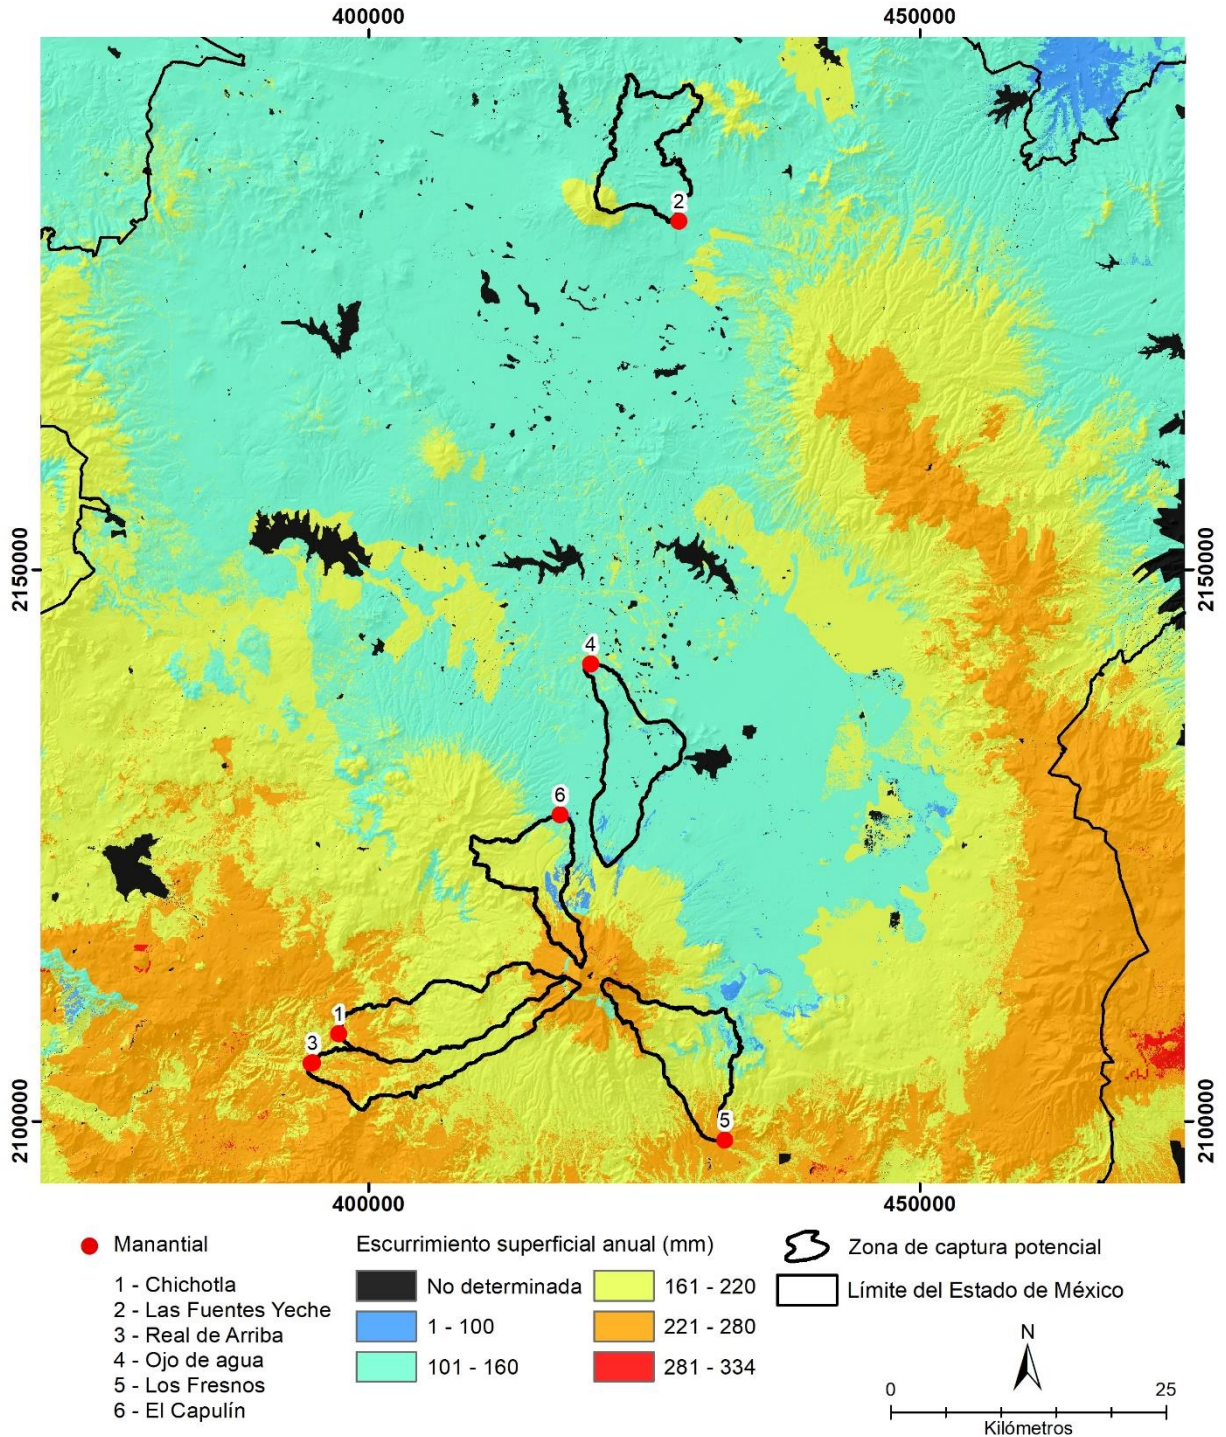 400000
450000
2
2150000
2150000
4
6
1
3
5
2100000
2100000
400000
450000
Manantial
1 - Chichotla
2 - Las Fuentes Yeche
3 - Real de Arriba
4 - Ojo de agua
5 - Los Fresnos
6 - El Capulín
Escurrimiento superficial anual (mm)
No determinada
1 - 100
101 - 160
161 - 220
221 - 280
281 - 334
Zona de captura potencial
Límite del Estado de México
N
0
25
Kilómetros